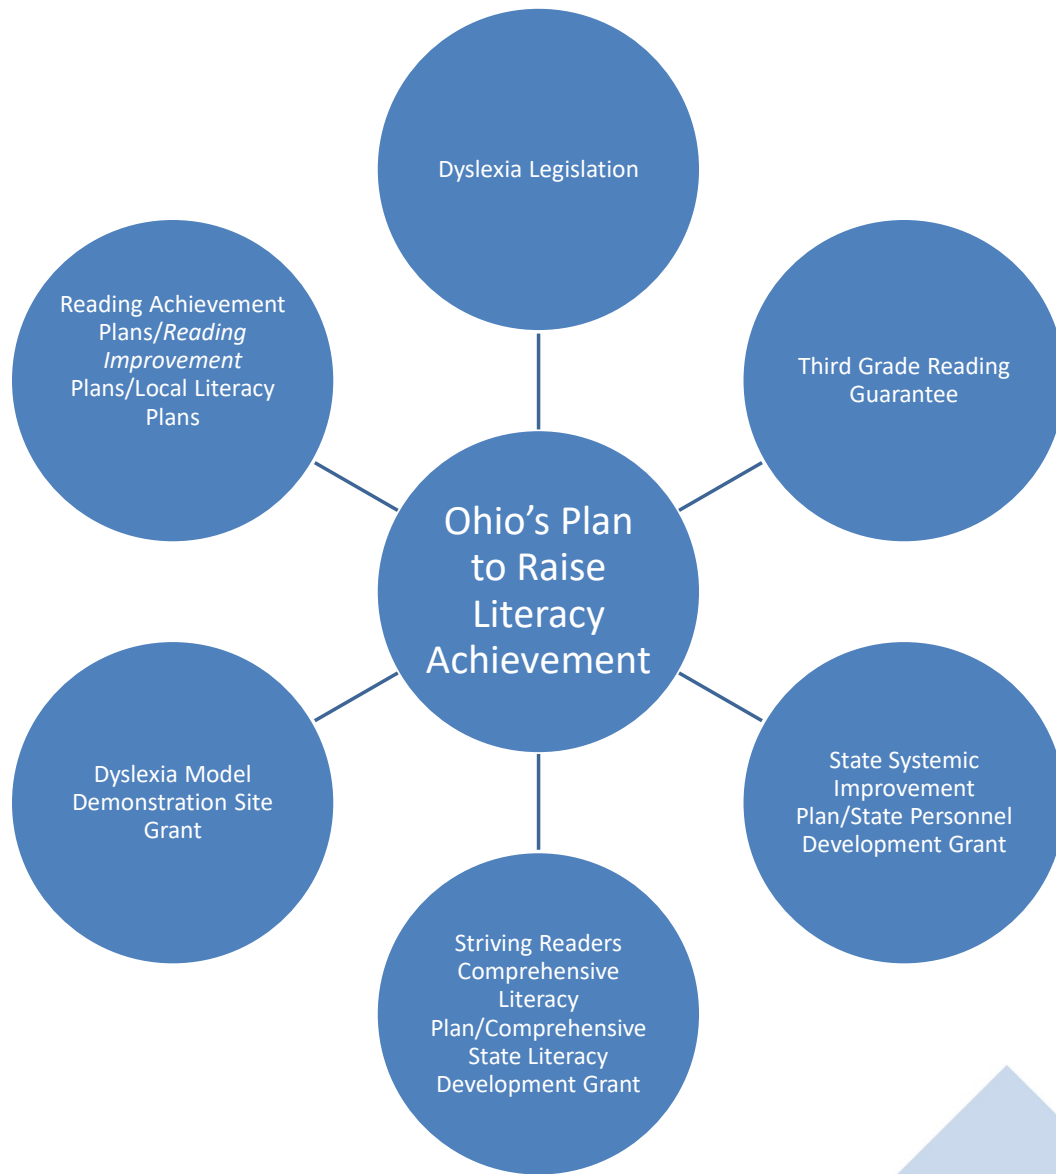 Dyslexia Legislation
Reading Achievement
Plans/Reading
Improvement
Plans/Local Literacy
Plans
Third Grade Reading
Guarantee
Ohio’s Plan
to Raise
Literacy
Achievement
Dyslexia Model
Demonstration Site
Grant
State Systemic
Improvement
Plan/State Personnel
Development Grant
Striving Readers
Comprehensive
Literacy
Plan/Comprehensive
State Literacy
Development Grant